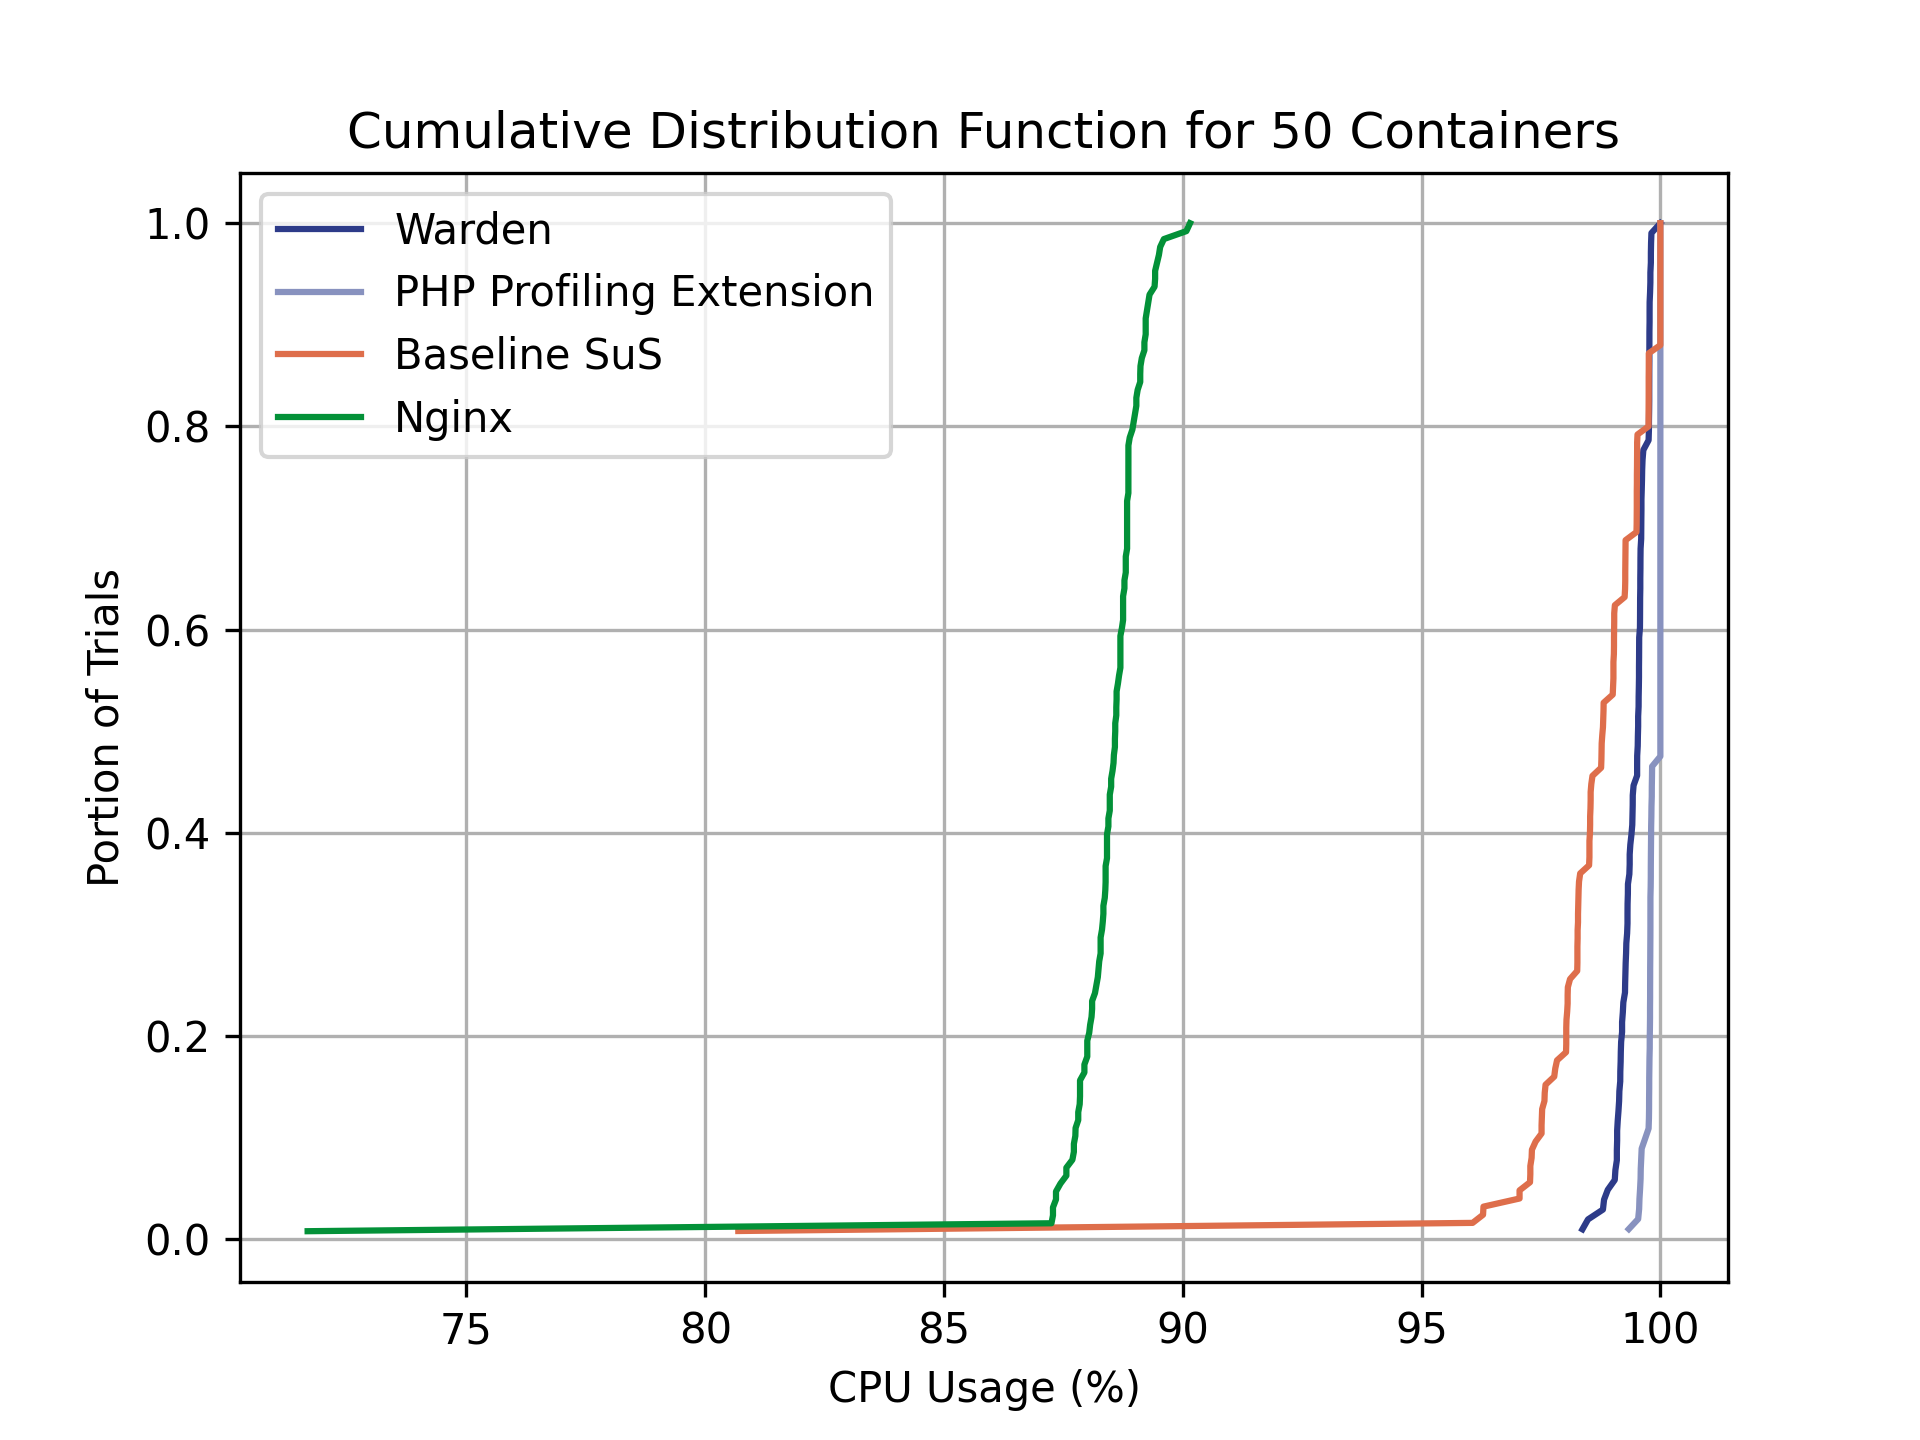 Cumulative Distribution Function for 50 Containers
Warden
PHP Profiling Extension
Baseline SuS
Nginx
Portion of Trials
1.0
0.8
0.6
0.4
0.2
0.0
75 80 85 90 95 100
CPU Usage (%)